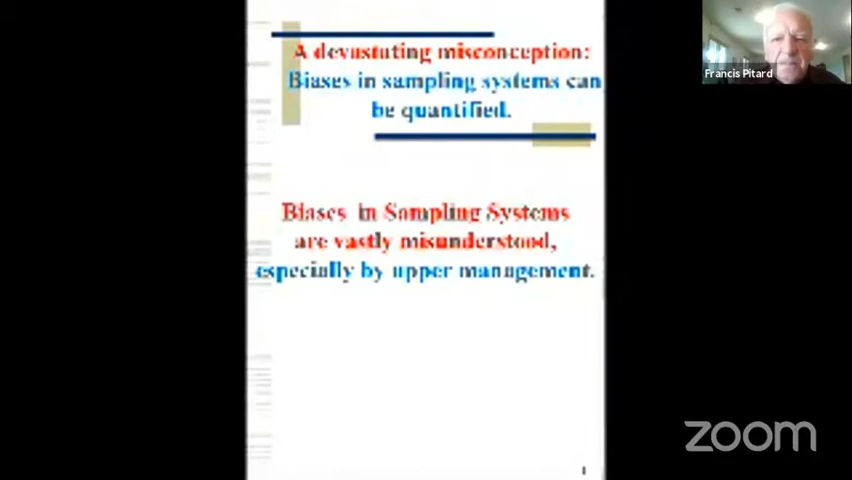 A devastating misconception:
Biases in sampling systems can
be quantified.
Francis Pitard
Biases in Sampling Systems
are vastly misunderstood,
especially by upper management.
zoom
1